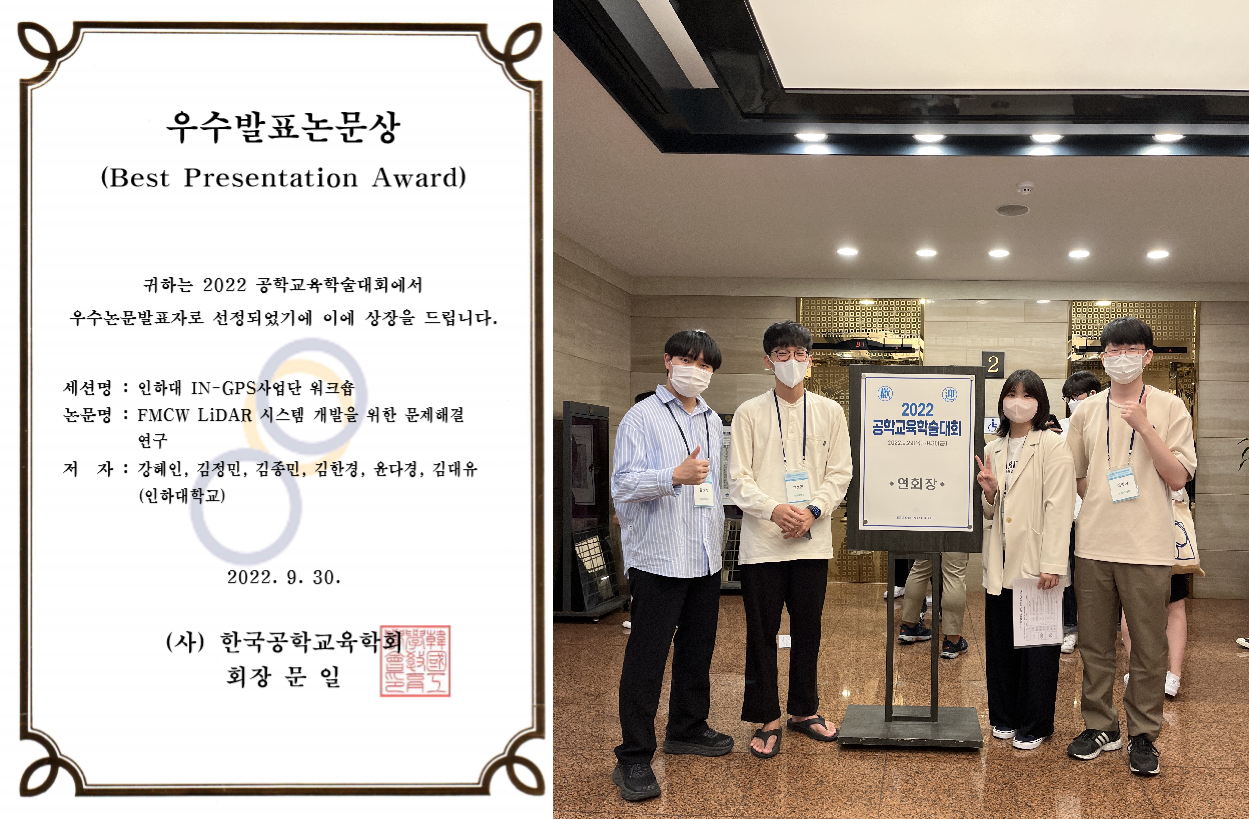 우수발표논문상
(Best Presentation Award)
귀하는 2022 공학교육학술대회에서
우수논문발표자로 선정되었기에 이에 상장을 드립니다.
세션명 : 인하대 IN-GPS사업단 워크숍
논문명 : FMCW LiDAR 시스템 개발을 위한 문제해결
연구
저 자 : 강혜인, 김정민, 김종민, 김한경, 윤다경, 김대유
(인하대학교)
2022. 9. 30.
(사) 한국공학교육학회
회장 문 일
2
歡 迎
2022
공학교육학술대회
•연회장•